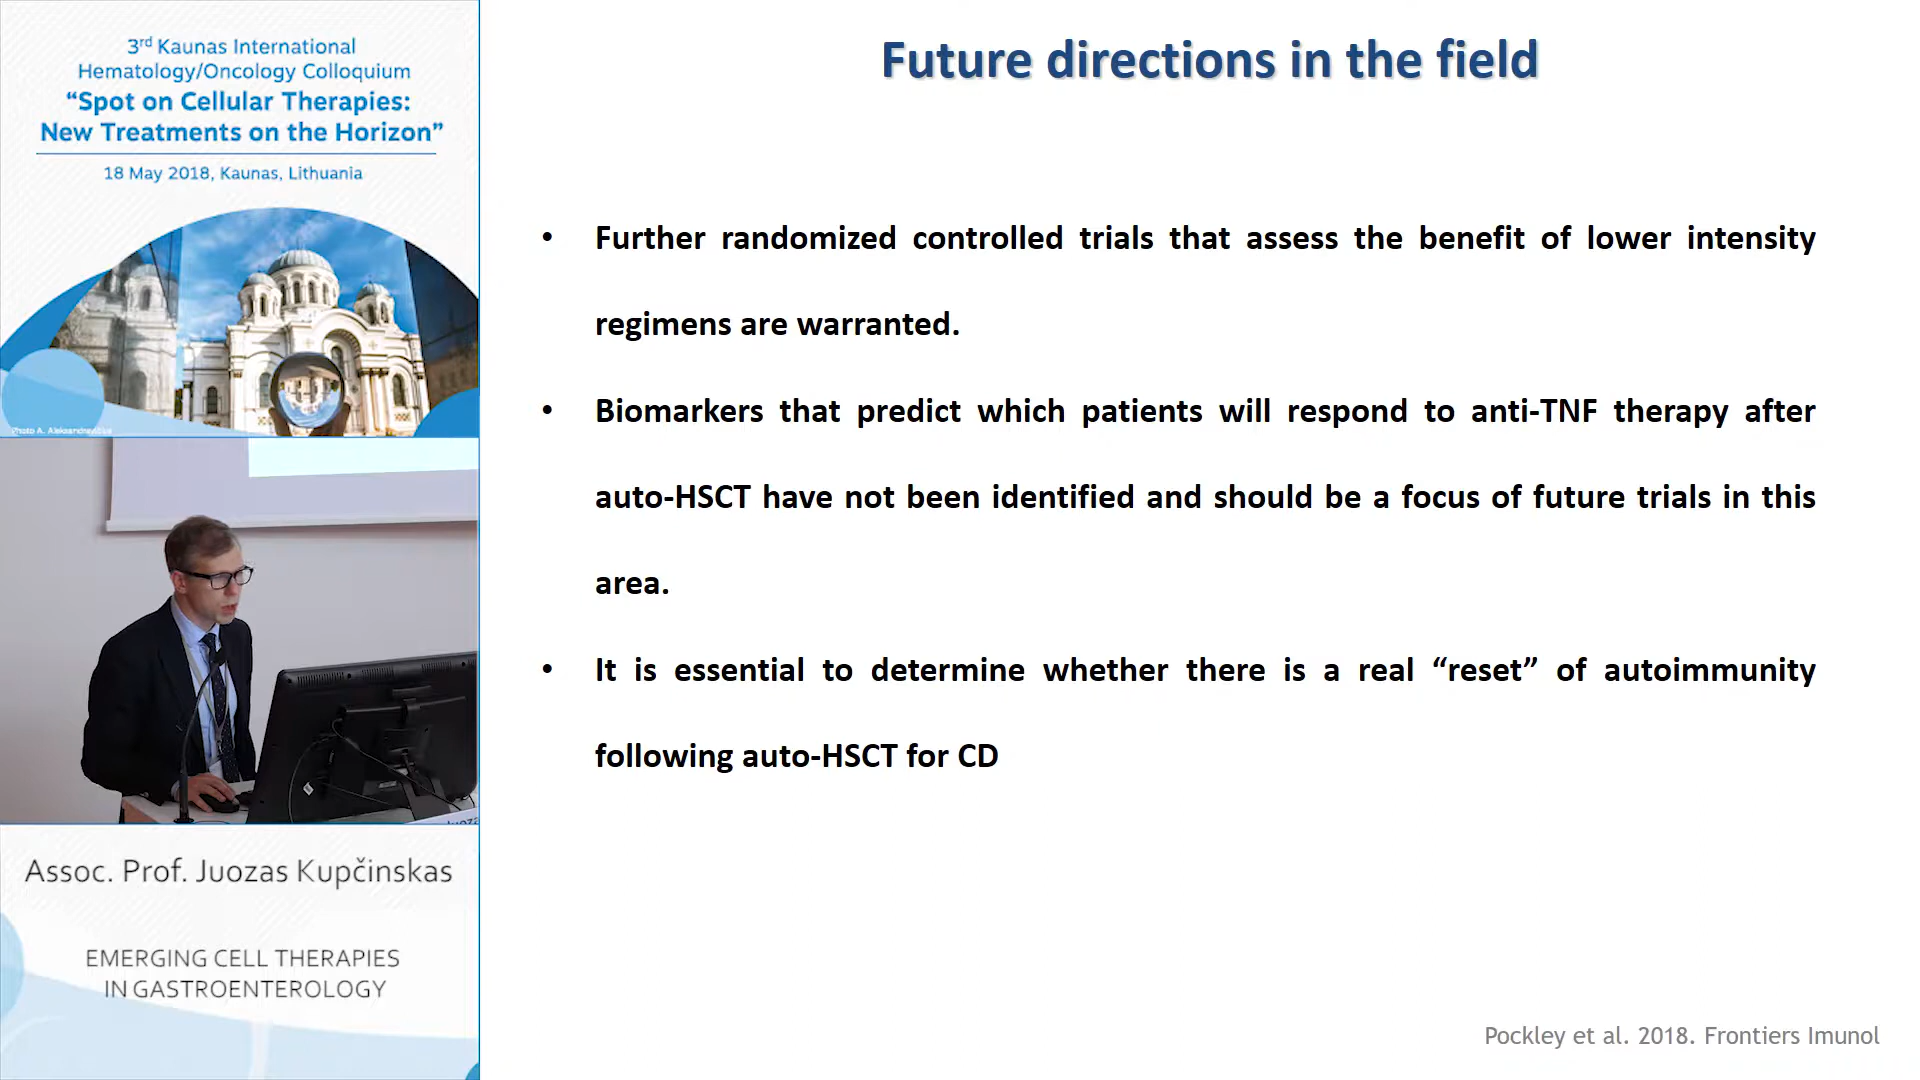 3rd Kaunas International
Hematology/Oncology Colloquium
“Spot on Cellular Therapies:
New Treatments on the Horizon”
18 May 2018, Kaunas, Lithuania
Photo A. Aleksandravičius
Assoc. Prof. Juozas Kupčinskas
EMERGING CELL THERAPIES
IN GASTROENTEROLOGY
Future directions in the field
• Further randomized controlled trials that assess the benefit of lower intensity
regimens are warranted.
• Biomarkers that predict which patients will respond to anti-TNF therapy after
auto-HSCT have not been identified and should be a focus of future trials in this
area.
• It is essential to determine whether there is a real “reset” of autoimmunity
following auto-HSCT for CD
Pockley et al. 2018. Frontiers Imunol